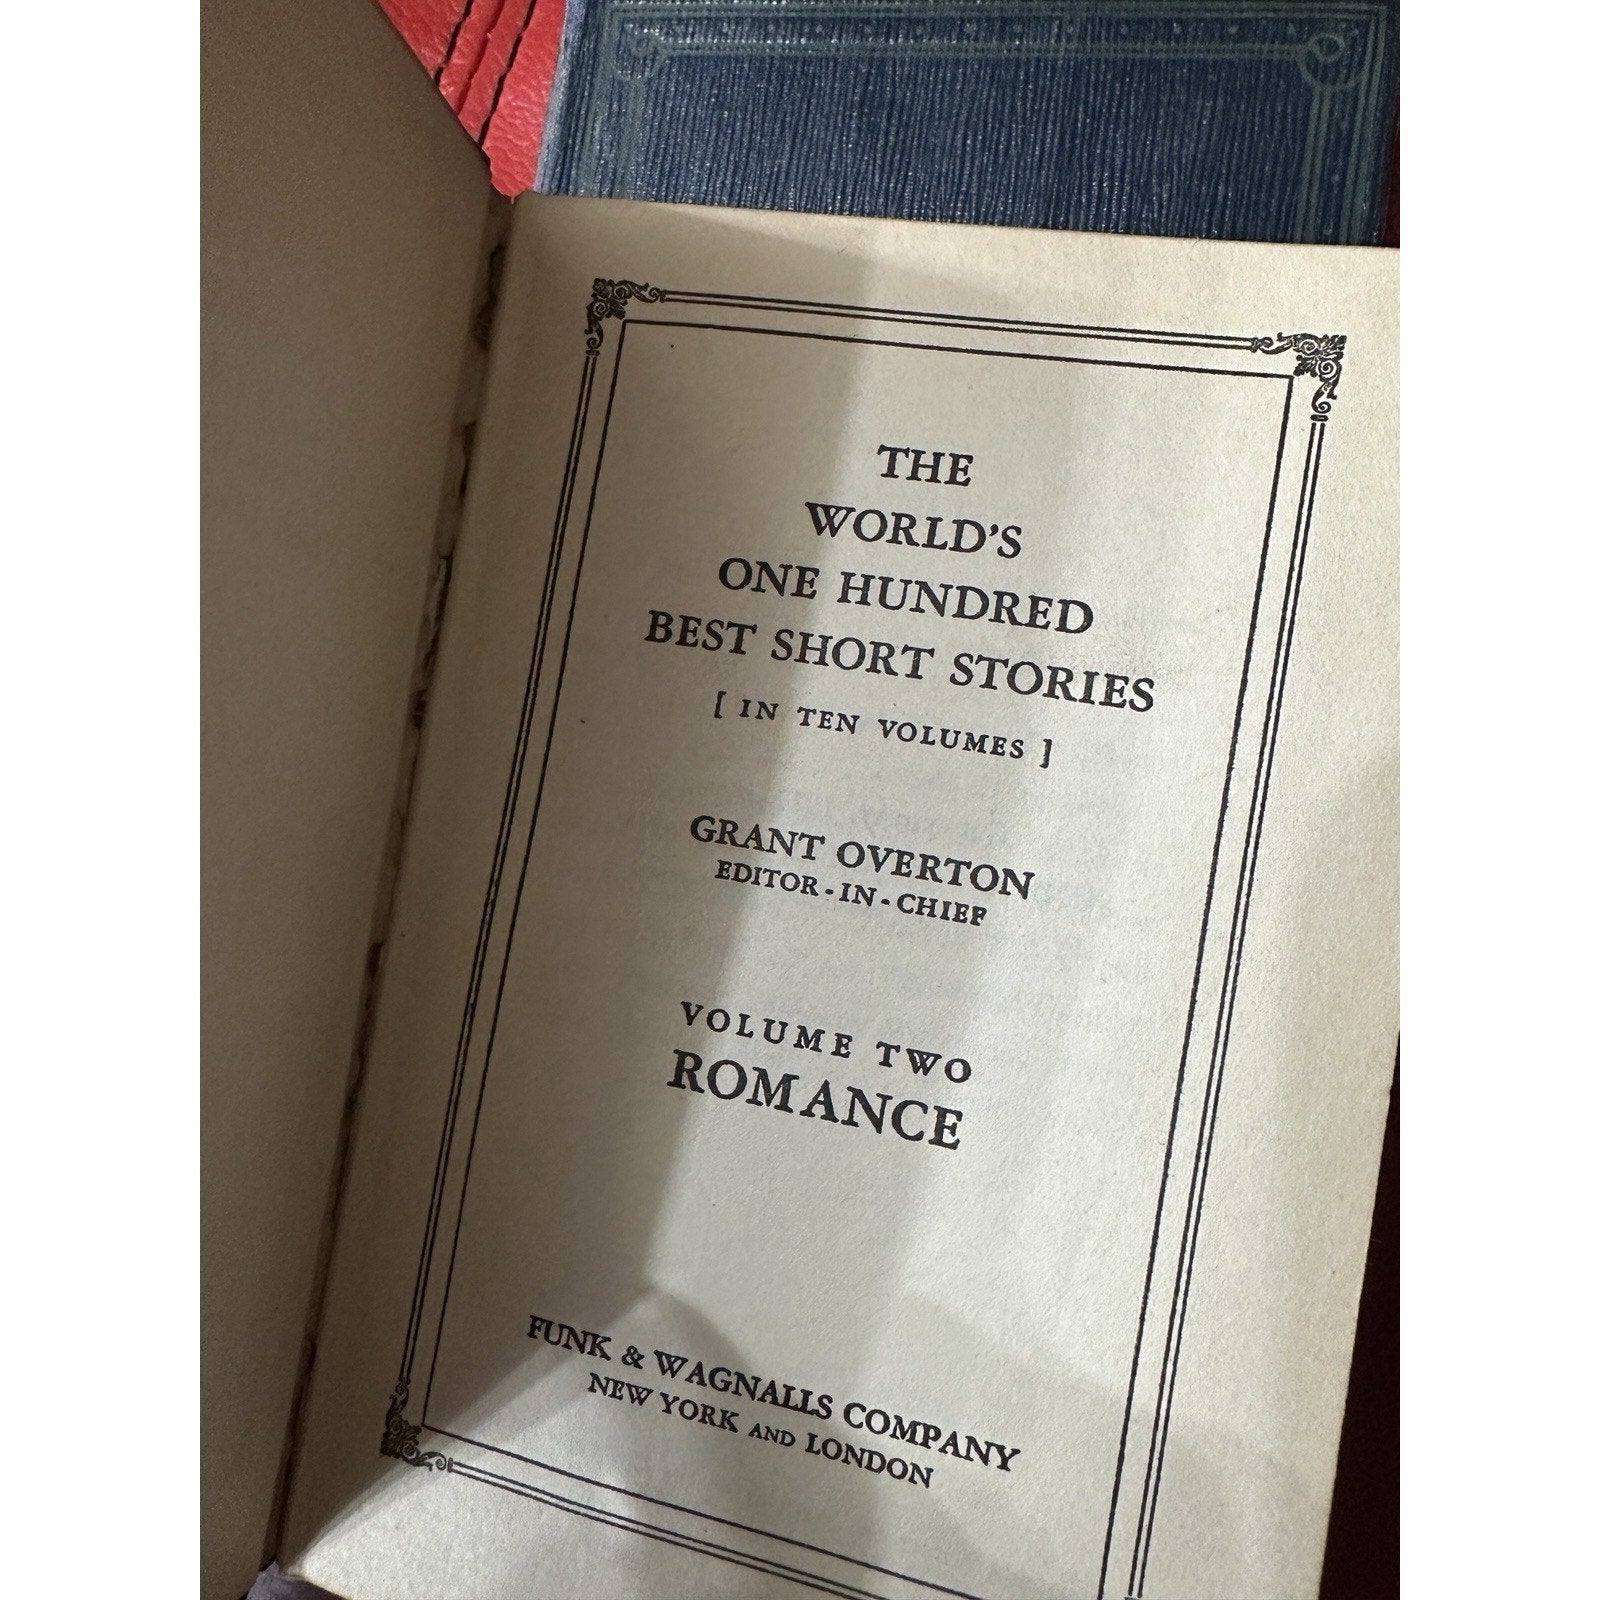 THE
WORLD'S
ONE HUNDRED
BEST SHORT STORIES
[ IN TEN VOLUMES ]
GRANT OVERTON
EDITOR-IN-CHIEF
VOLUME TWO
ROMANCE
FUNK & WAGNALLS COMPANY
NEW YORK AND LONDON